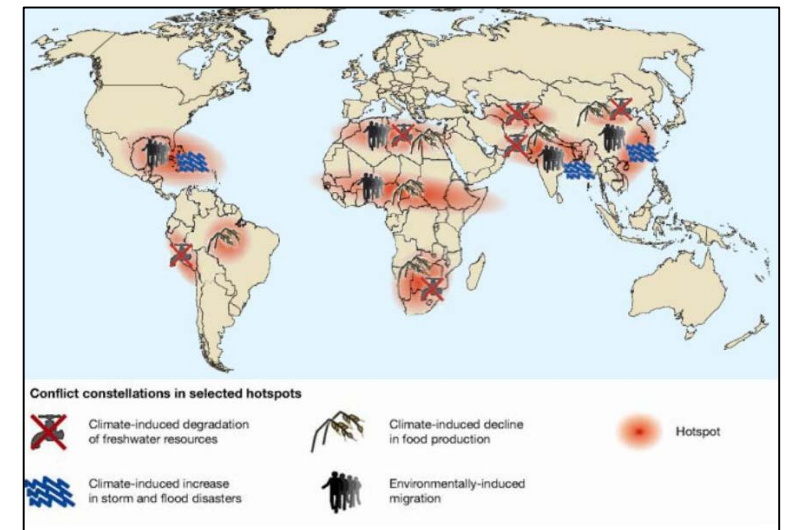 Conflict constellations in selected hotspots
Climate-induced degradation
of freshwater resources
Climate-induced decline
in food production
Hotspot
Climate-induced increase
in storm and flood disasters
Environmentally-induced
migration